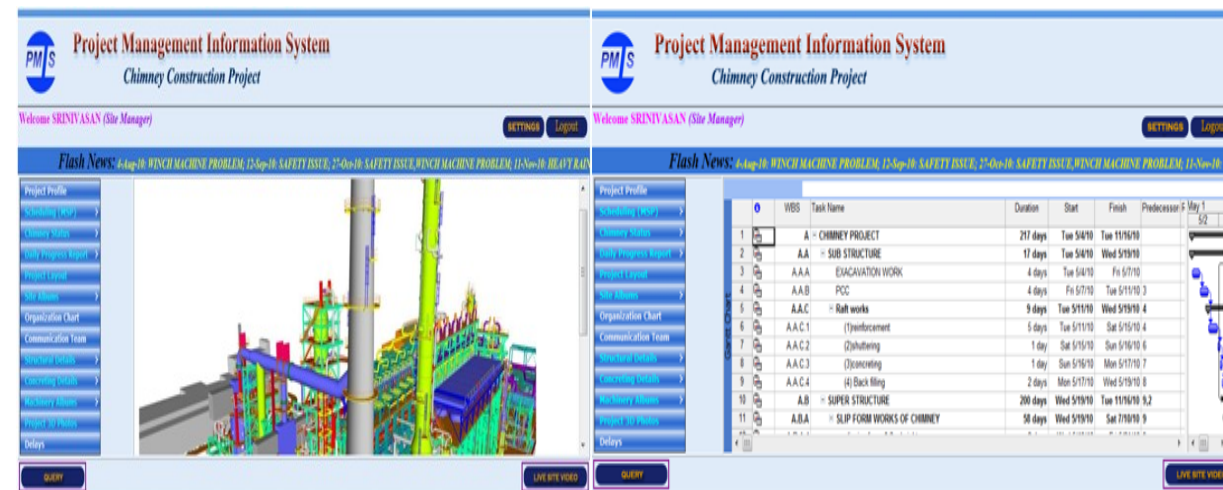 PMIS
Project Management Information System
Chimney Construction Project
Welcome SRINIVASAN (Site Manager)
SETTINGS Logout
Flash News: 4-Aug-10: WINCH MACHINE PROBLEM; 12-Sep-10: SAFETY ISSUE; 27-Oct-10: SAFETY ISSUE,WINCH MACHINE PROBLEM; 11-Nov-10: HEAVY RAIN
Project Profile
Scheduling (MSP)
Chimney Status
Daily Progress Report
Project Layout
Site Albums
Organization Chart
Communication Team
Structural Details
Concreting Details
Machinery Albums
Project 3D Photos
Delays
QUERY
LIVE SITE VIDEO
PMIS
Project Management Information System
Chimney Construction Project
Welcome SRINIVASAN (Site Manager)
SETTINGS Logou
Flash News: 4-Aug-10: WINCH MACHINE PROBLEM; 12-Sep-10: SAFETY ISSUE; 27-Oct-10: SAFETY ISSUE,WINCH MACHINE PROBLEM; 11-Nov-10:
Project Profile
Scheduling (MSP)
Chimney Status
Daily Progress Report
Project Layout
Site Albums
Organization Chart
Communication Team
Structural Details
Concreting Details
Machinery Albums
Project 3D Photos
Delays
Gantt Chart
WBS Task Name Duration Start Finish Predecessor May 1
5/2
1 A CHIMNEY PROJECT 217 days Tue 5/4/10 Tue 11/16/10
2 A.A SUB STRUCTURE 17 days Tue 5/4/10 Wed 5/19/10
3 A.A.A EXACAVATION WORK 4 days Tue 5/4/10 Fri 5/7/10
4 A.A.B PCC 4 days Fri 5/7/10 Tue 5/11/10 3
5 A.A.C Raft works 9 days Tue 5/11/10 Wed 5/19/10 4
6 A.A.C.1 (1)reinforcement 5 days Tue 5/11/10 Sat 5/15/10 4
7 A.A.C.2 (2)shuttering 1 day Sat 5/15/10 Sun 5/16/10 6
8 A.A.C.3 (3)concreting 1 day Sun 5/16/10 Mon 5/17/10 7
9 A.A.C.4 (4) Back filling 2 days Mon 5/17/10 Wed 5/19/10 8
10 A.B SUPER STRUCTURE 200 days Wed 5/19/10 Tue 11/16/10 9,2
11 A.B.A SLIP FORM WORKS OF CHIMNEY 58 days Wed 5/19/10 Sat 7/10/10 9
QUERY
LIVE SITE VIDEO